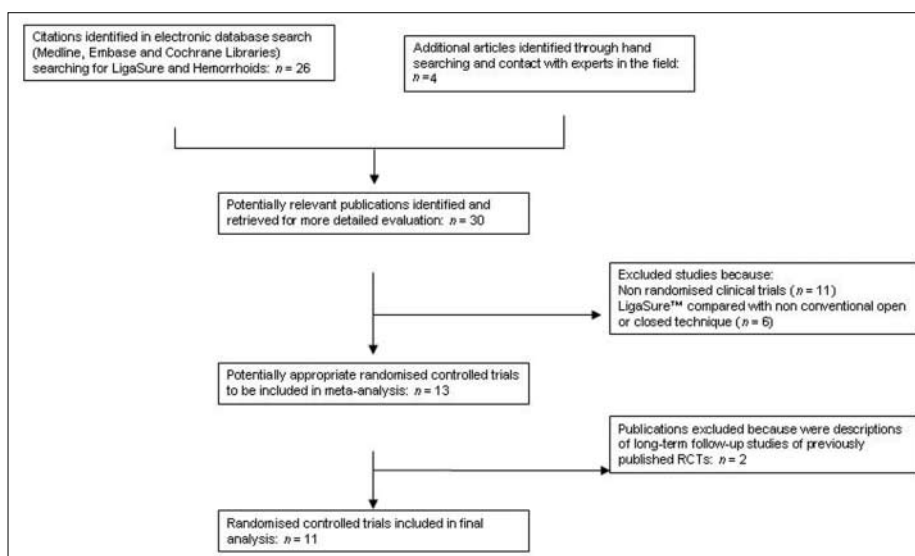 Citations identified in electronic database search
(Medline, Embase and Cochrane Libraries)
searching for LigaSure and Hemorrhoids: n = 26
Additional articles identified through hand
searching and contact with experts in the field:
n =4
Potentially relevant publications identified and
retrieved for more detailed evaluation: n = 30
Excluded studies because:
Non randomised clinical trials (n = 11)
LigaSure™ compared with non conventional open
or closed technique (n = 6)
Potentially appropriate randomised controlled trials
to be included in meta-analysis: n = 13
Publications excluded because were descriptions
of long-term follow-up studies of previously
published RCTs: n = 2
Randomised controlled trials included in final
analysis: n = 11